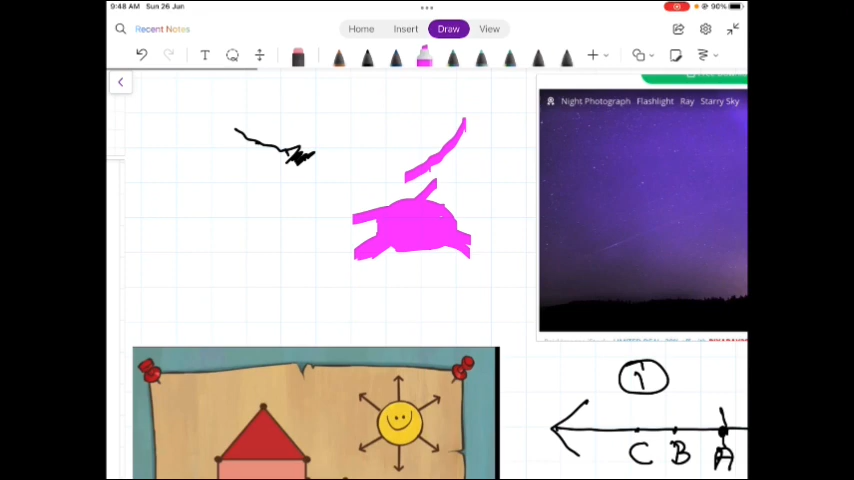 9:48 AM Sun 26 Jun
90%
Recent Notes
Home Insert Draw View
T
Night Photograph Flashlight Ray Starry Sky
1
C B A